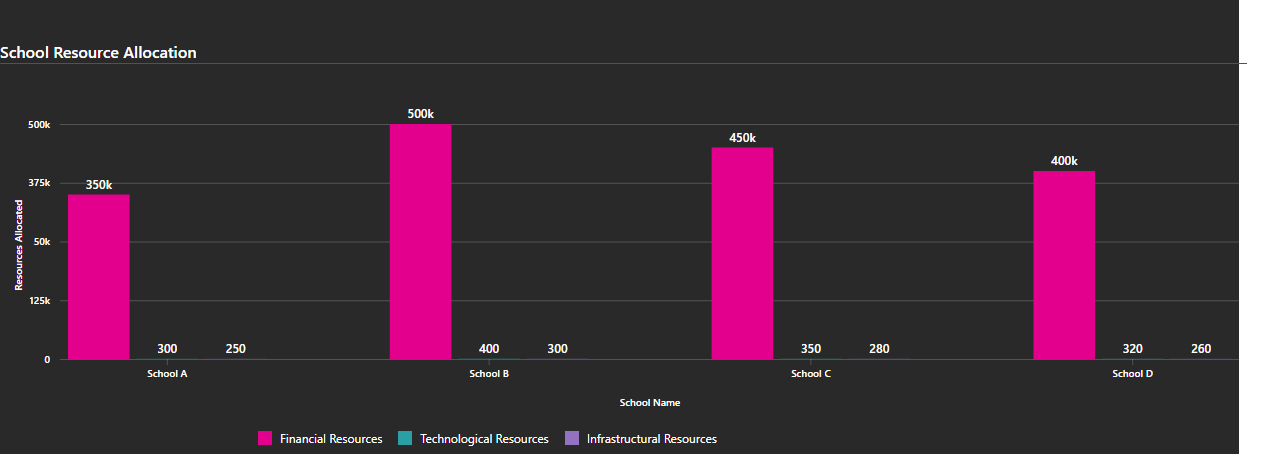 School Resource Allocation
500k
500k
450k
400k
375k
350k
50k
Resources Allocated
125k
0
300
250
400
300
350
280
320
260
School A
School B
School C
School D
School Name
Financial Resources
Technological Resources
Infrastructural Resources